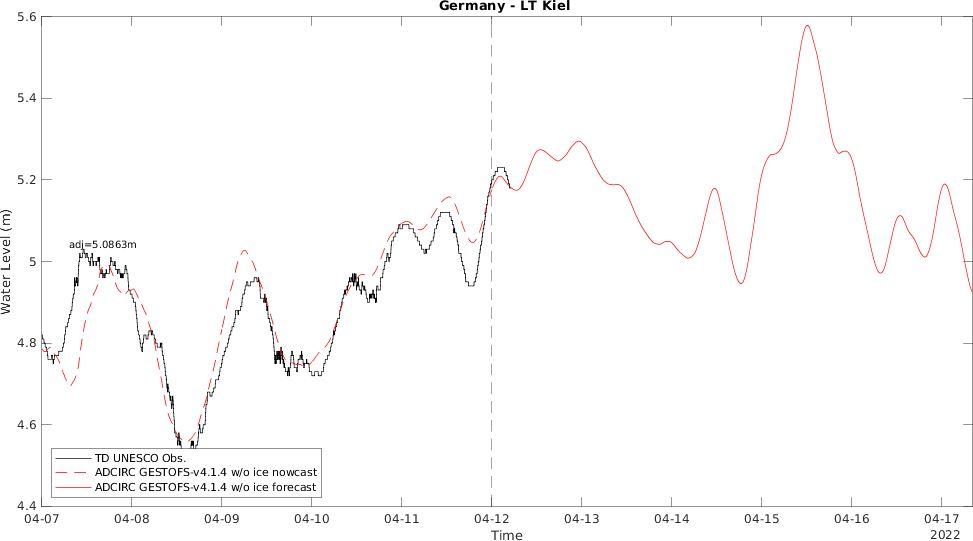 Germany - LT Kiel
5.6
5.4
5.2
5
4.8
4.6
4.4
Water Level (m)
adj=5.0863m
TD UNESCO Obs.
ADCIRC GESTOFS-v4.1.4 w/o ice nowcast
ADCIRC GESTOFS-v4.1.4 w/o ice forecast
04-07 04-08 04-09 04-10 04-11 04-12 04-13 04-14 04-15 04-16 04-17
Time
2022